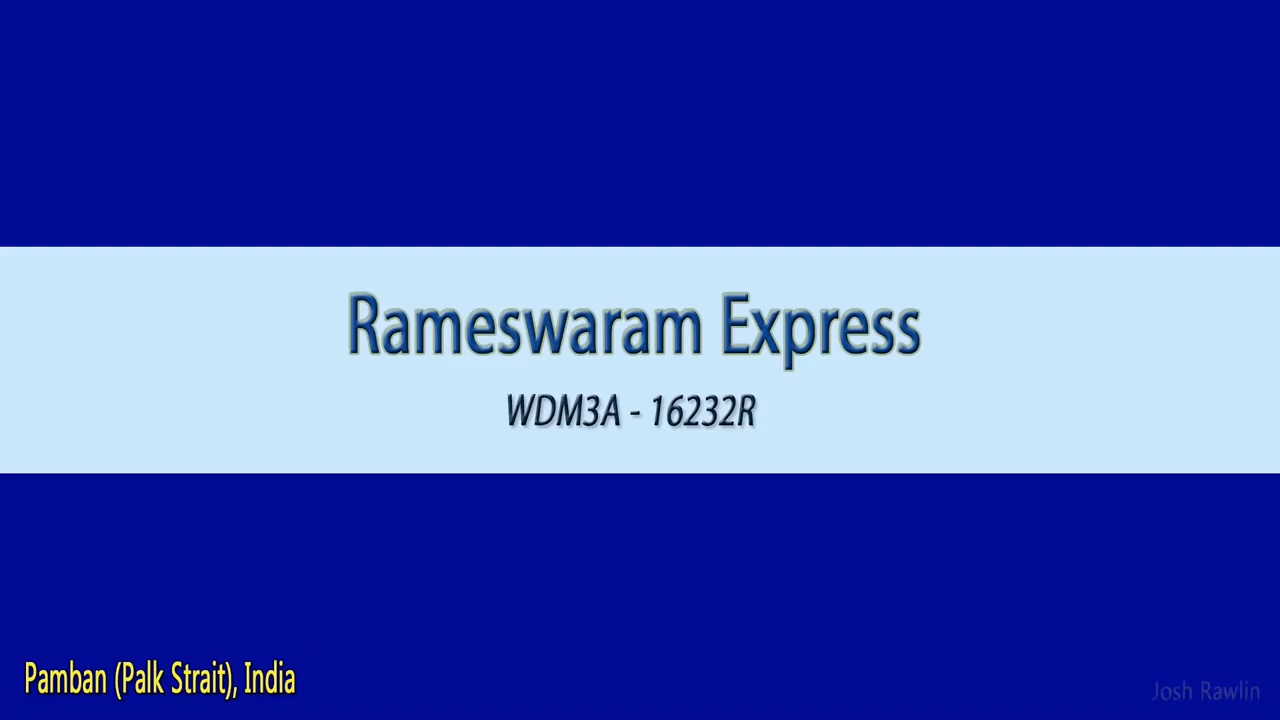 Rameswaram Express
WDM3A - 16232R
Pamban (Palk Strait), India
Josh Rawlin